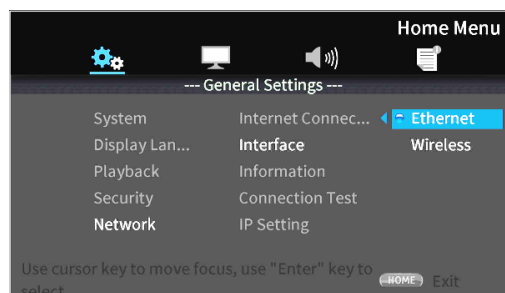 Home Menu
--- General Settings ---
System Internet Connec... Ethernet
Display Lan... Interface Wireless
Playback Information
Security Connection Test
Network IP Setting
Use cursor key to move focus, use "Enter" key to
select
HOME Exit